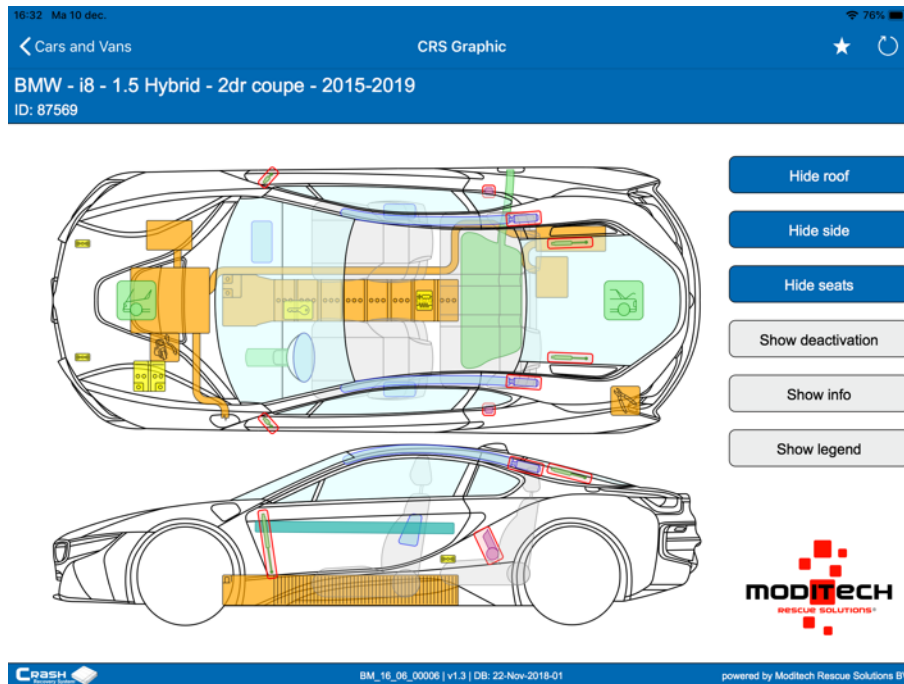 16:32 Ma 10 dec.
76%
Cars and Vans
CRS Graphic
BMW - i8 - 1.5 Hybrid - 2dr coupe - 2015-2019
ID: 87569
Hide roof
Hide side
Hide seats
Show deactivation
Show info
Show legend
MODITECH
RESCUE SOLUTIONS®
CRASH
Recovery System
BM_16_06_00006 | v1.3 | DB: 22-Nov-2018-01
powered by Moditech Rescue Solutions BV